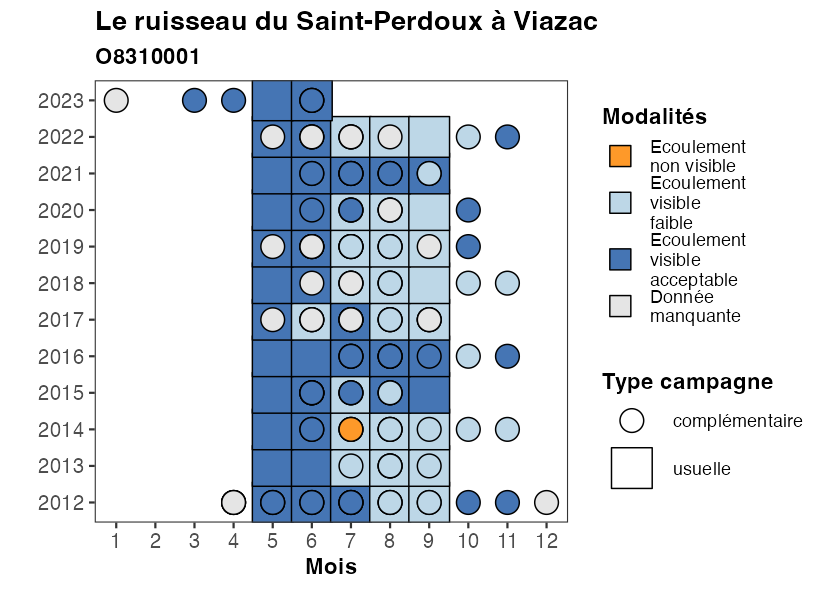 Le ruisseau du Saint-Perdoux à Viazac
O8310001
2023
2022
2021
2020
2019
2018
2017
2016
2015
2014
2013
2012
1 2 3 4 5 6 7 8 9 10 11 12
Mois
Modalités
Ecoulement
non visible
Ecoulement
visible
faible
Ecoulement
visible
acceptable
Donnée
manquante
Type campagne
complémentaire
usuelle